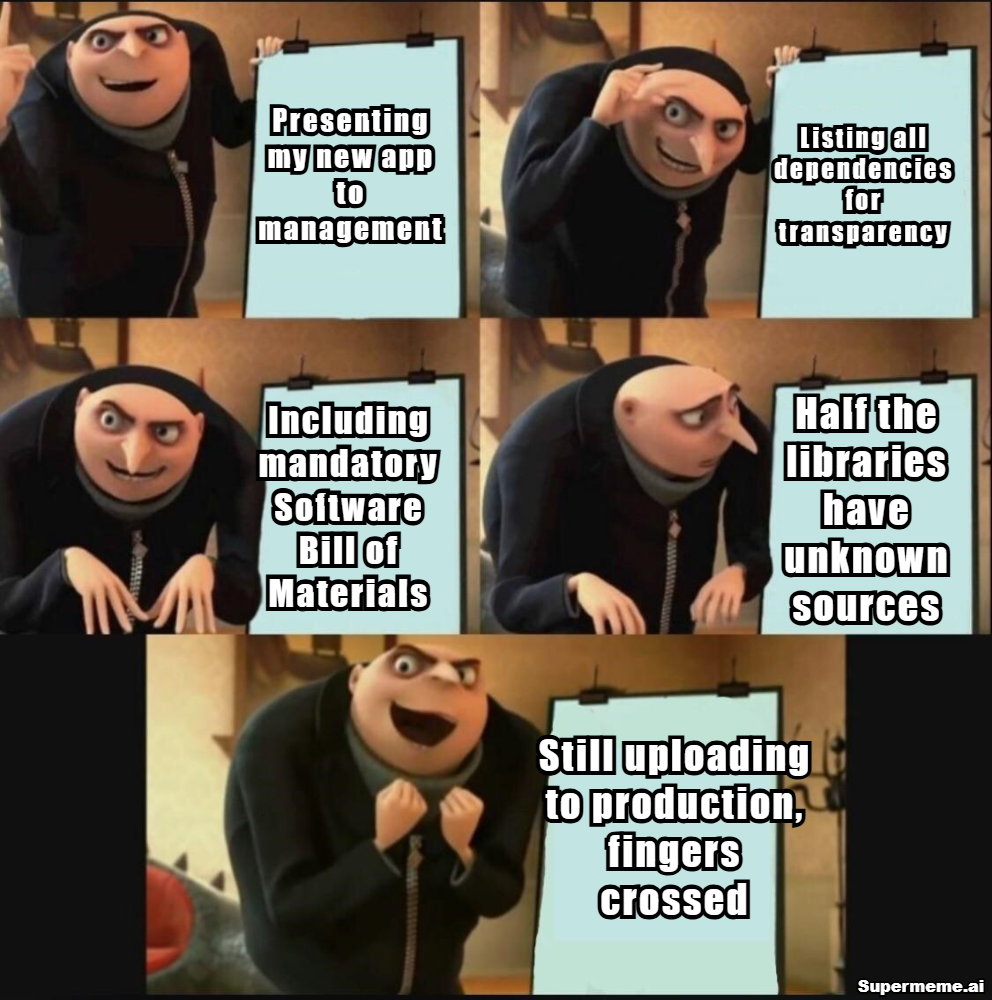 Presenting
my new app
to
management
Listing all
dependencies
for
transparency
Including
mandatory
Software
Bill of
Materials
Half the
libraries
have
unknown
sources
Still uploading
to production,
fingers
crossed
Supermeme.ai